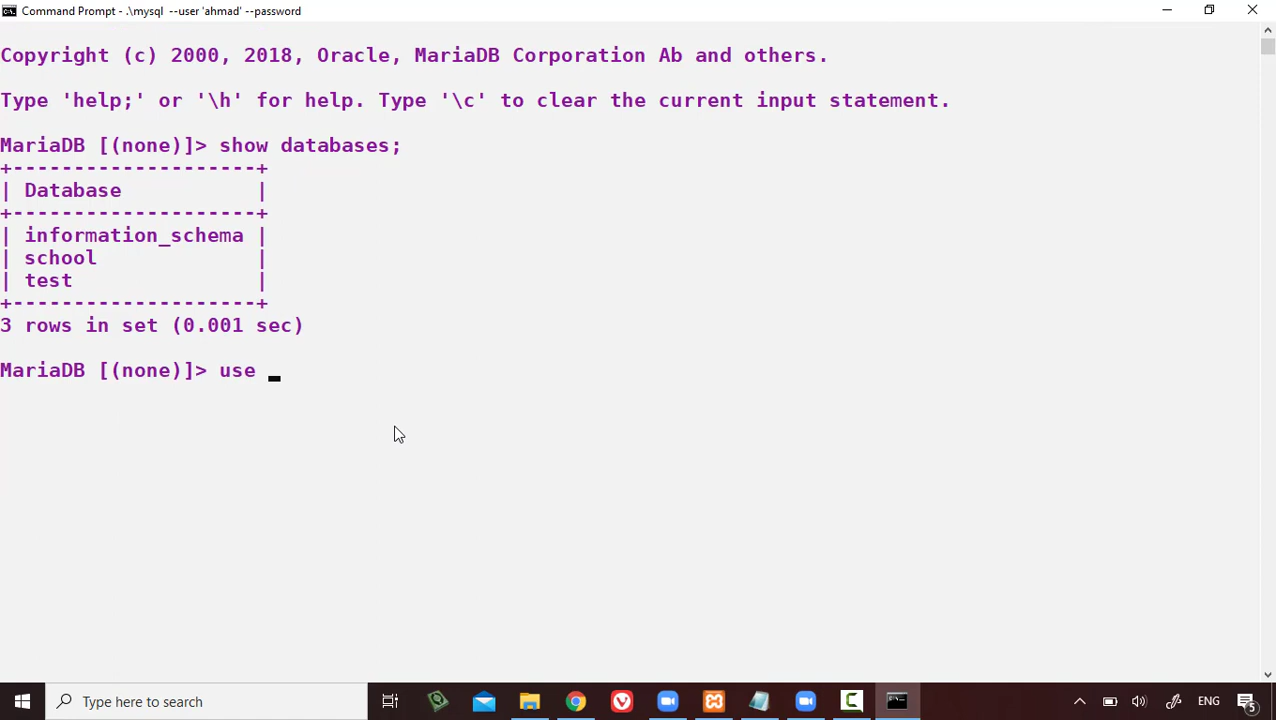 Command Prompt - .\mysql --user 'ahmad' --password
Copyright (c) 2000, 2018, Oracle, MariaDB Corporation Ab and others.
Type 'help;' or '\h' for help. Type '\c' to clear the current input statement.
MariaDB [(none)]> show databases;
+--------------------+
| Database           |
+--------------------+
| information_schema |
| school             |
| test               |
+--------------------+
3 rows in set (0.001 sec)
MariaDB [(none)]> use _
Type here to search
ENG
5